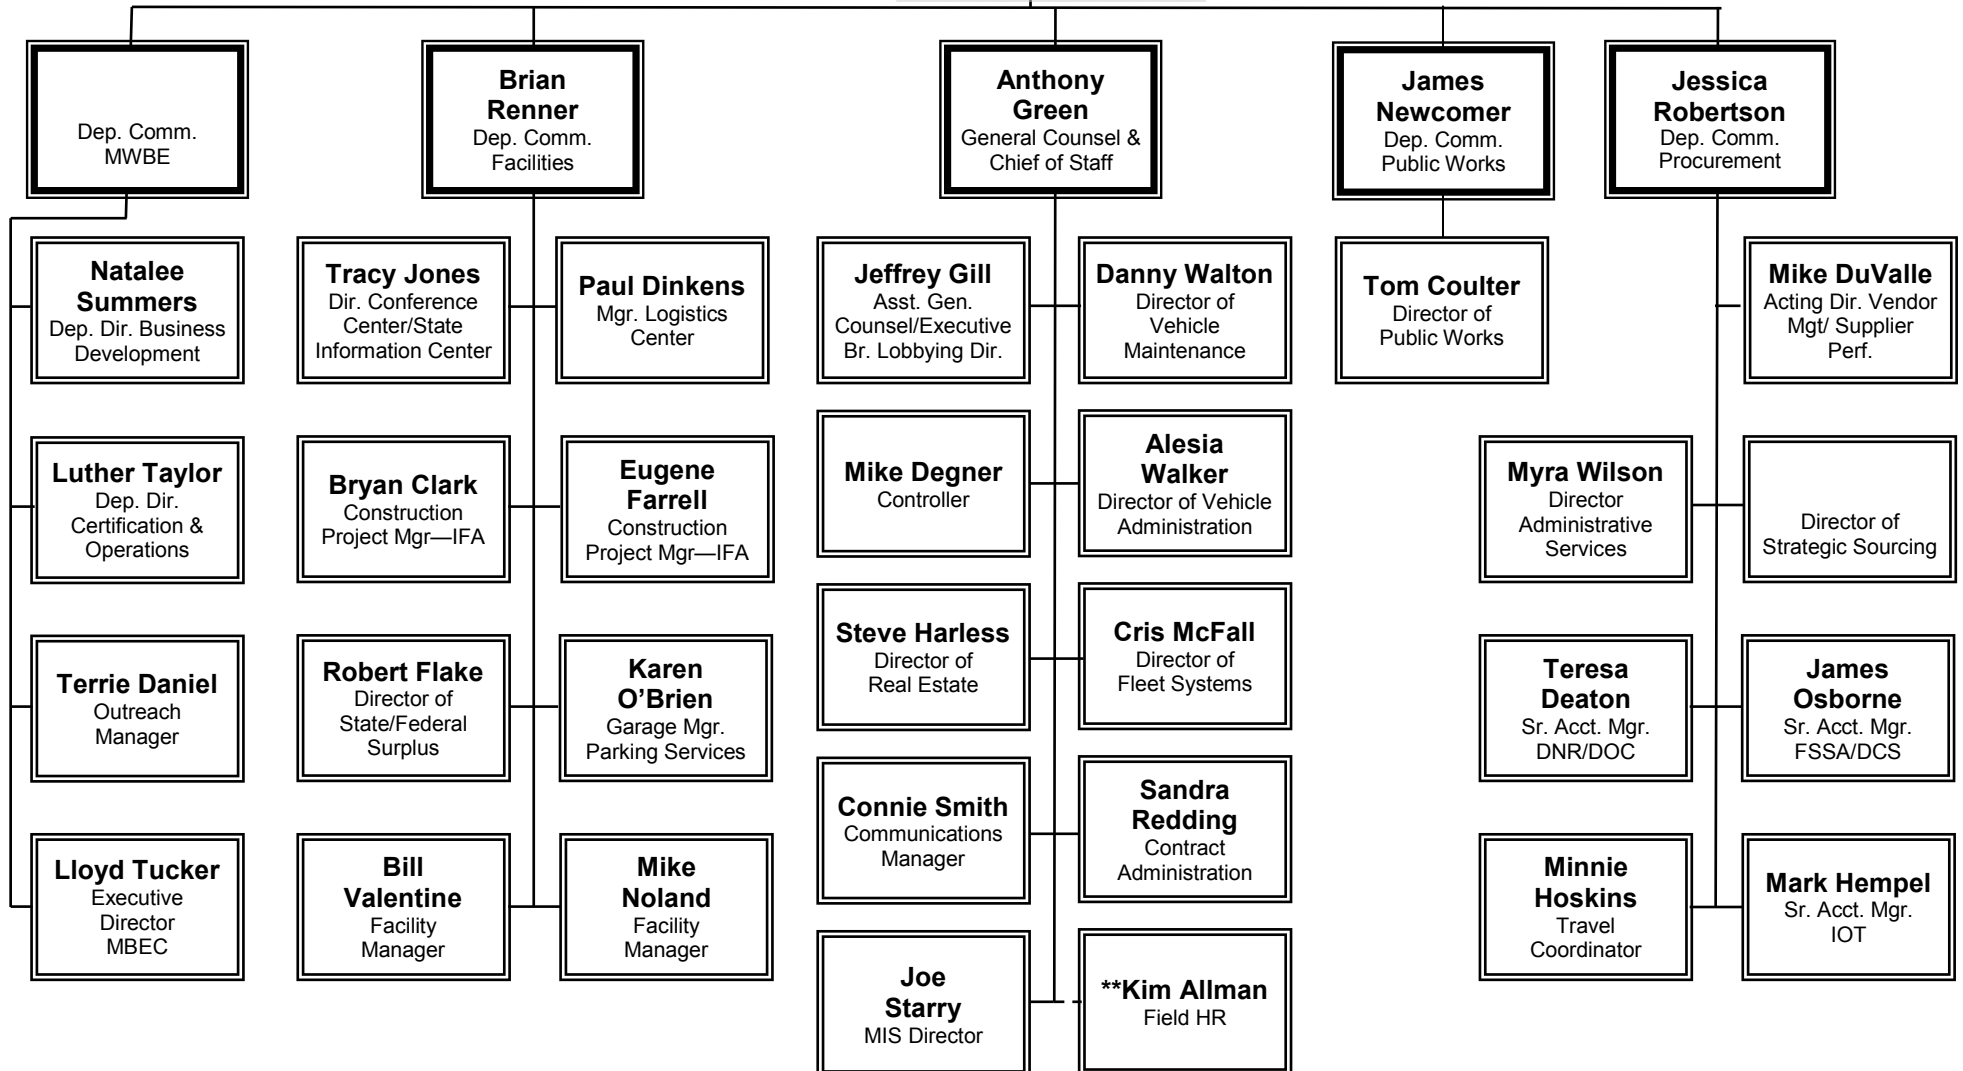 Dep. Comm.
MWBE
Brian
Renner
Dep. Comm.
Facilities
Anthony
Green
General Counsel &
Chief of Staff
James
Newcomer
Dep. Comm.
Public Works
Jessica
Robertson
Dep. Comm.
Procurement
Natalee
Summers
Dep. Dir. Business
Development
Tracy Jones
Dir. Conference
Center/State
Information Center
Paul Dinkens
Mgr. Logistics
Center
Jeffrey Gill
Asst. Gen.
Counsel/Executive
Br. Lobbying Dir.
Danny Walton
Director of
Vehicle
Maintenance
Tom Coulter
Director of
Public Works
Mike DuValle
Acting Dir. Vendor
Mgt/ Supplier
Perf.
Luther Taylor
Dep. Dir.
Certification &
Operations
Bryan Clark
Construction
Project Mgr—IFA
Eugene
Farrell
Construction
Project Mgr—IFA
Mike Degner
Controller
Alesia
Walker
Director of Vehicle
Administration
Myra Wilson
Director
Administrative
Services
Director of
Strategic Sourcing
Terrie Daniel
Outreach
Manager
Robert Flake
Director of
State/Federal
Surplus
Karen
O’Brien
Garage Mgr.
Parking Services
Steve Harless
Director of
Real Estate
Cris McFall
Director of
Fleet Systems
Teresa
Deaton
Sr. Acct. Mgr.
DNR/DOC
James
Osborne
Sr. Acct. Mgr.
FSSA/DCS
Lloyd Tucker
Executive
Director
MBEC
Bill
Valentine
Facility
Manager
Mike
Noland
Facility
Manager
Connie Smith
Communications
Manager
Sandra
Redding
Contract
Administration
Minnie
Hoskins
Travel
Coordinator
Mark Hempel
Sr. Acct. Mgr.
IOT
Joe
Starry
MIS Director
**Kim Allman
Field HR